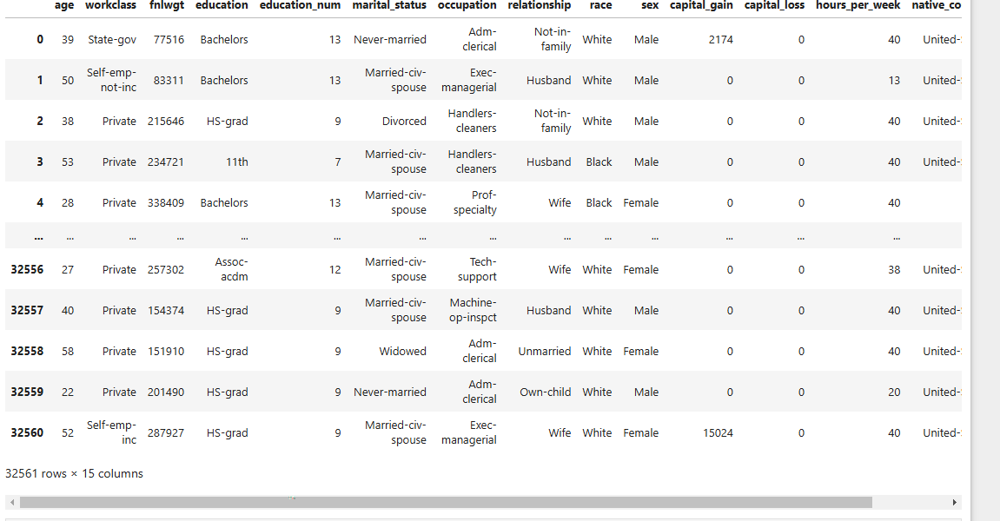 age workclass fnlwgt education education_num marital_status occupation relationship race sex capital_gain capital_loss hours_per_week native_co
0 39 State-gov 77516 Bachelors 13 Never-married Adm-clerical Not-in-family White Male 2174 0 40 United-
1 50 Self-emp-not-inc 83311 Bachelors 13 Married-civ-spouse Exec-managerial Husband White Male 0 0 13 United-
2 38 Private 215646 HS-grad 9 Divorced Handlers-cleaners Not-in-family White Male 0 0 40 United-
3 53 Private 234721 11th 7 Married-civ-spouse Handlers-cleaners Husband Black Male 0 0 40 United-
4 28 Private 338409 Bachelors 13 Married-civ-spouse Prof-specialty Wife Black Female 0 0 40
... ... ... ... ... ... ... ... ... ... ... ... ... ...
32556 27 Private 257302 Assoc-acdm 12 Married-civ-spouse Tech-support Wife White Female 0 0 38 United-
32557 40 Private 154374 HS-grad 9 Married-civ-spouse Machine-op-inspct Husband White Male 0 0 40 United-
32558 58 Private 151910 HS-grad 9 Widowed Adm-clerical Unmarried White Female 0 0 40 United-
32559 22 Private 201490 HS-grad 9 Never-married Adm-clerical Own-child White Male 0 0 20 United-
32560 52 Self-emp-inc 287927 HS-grad 9 Married-civ-spouse Exec-managerial Wife White Female 15024 0 40 United-
32561 rows × 15 columns